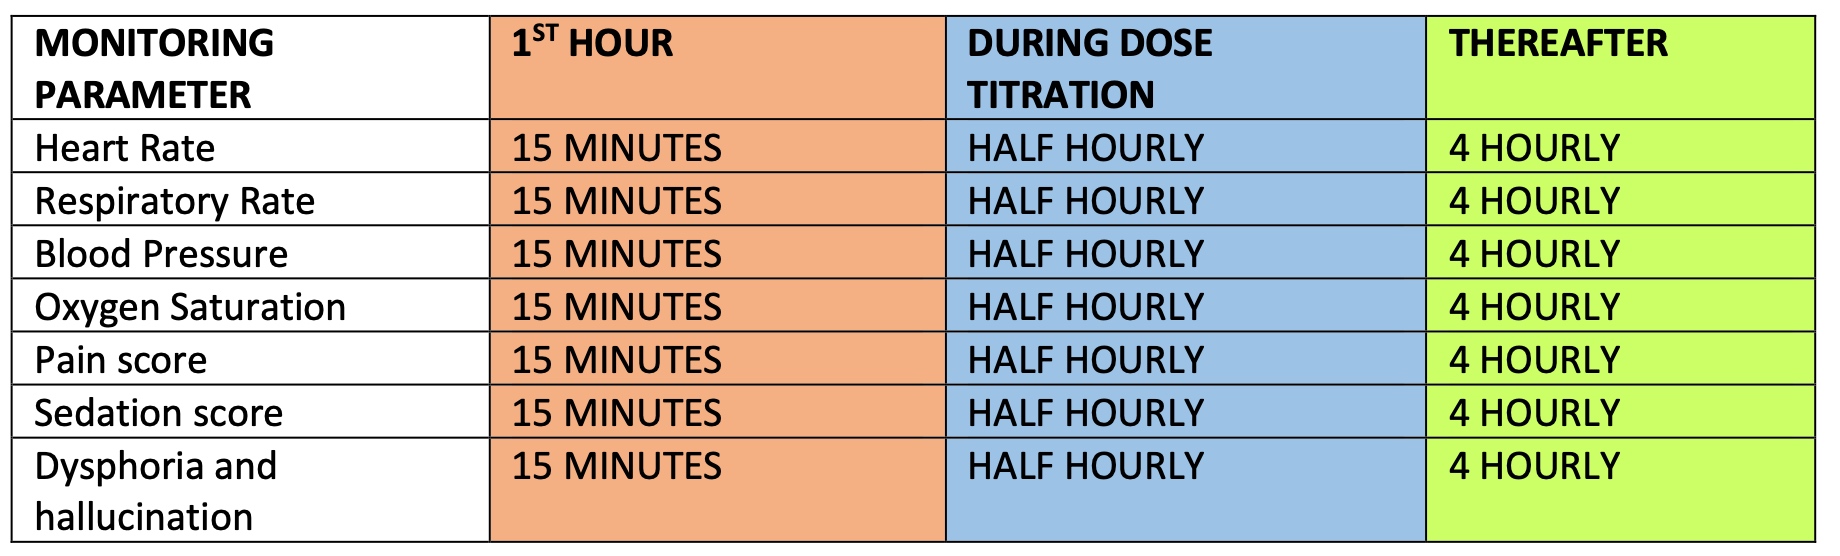 MONITORING PARAMETER 1ST HOUR DURING DOSE TITRATION THEREAFTER
Heart Rate 15 MINUTES HALF HOURLY 4 HOURLY
Respiratory Rate 15 MINUTES HALF HOURLY 4 HOURLY
Blood Pressure 15 MINUTES HALF HOURLY 4 HOURLY
Oxygen Saturation 15 MINUTES HALF HOURLY 4 HOURLY
Pain score 15 MINUTES HALF HOURLY 4 HOURLY
Sedation score 15 MINUTES HALF HOURLY 4 HOURLY
Dysphoria and hallucination 15 MINUTES HALF HOURLY 4 HOURLY